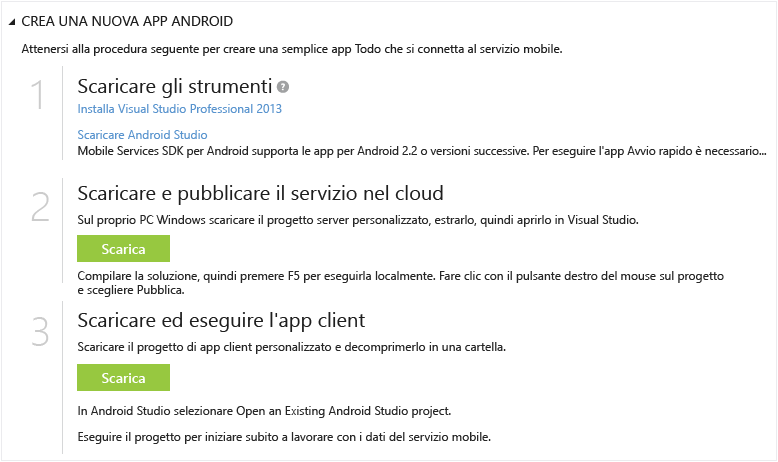 CREA UNA NUOVA APP ANDROID
Attenersi alla procedura seguente per creare una semplice app Todo che si connetta al servizio mobile.
1
Scaricare gli strumenti ?
Installa Visual Studio Professional 2013
Scaricare Android Studio
Mobile Services SDK per Android supporta le app per Android 2.2 o versioni successive. Per eseguire l'app Avvio rapido è necessario...
2
Scaricare e pubblicare il servizio nel cloud
Sul proprio PC Windows scaricare il progetto server personalizzato, estrarlo, quindi aprirlo in Visual Studio.
Scarica
Compilare la soluzione, quindi premere F5 per eseguirla localmente. Fare clic con il pulsante destro del mouse sul progetto
e scegliere Pubblica.
3
Scaricare ed eseguire l'app client
Scaricare il progetto di app client personalizzato e decomprimerlo in una cartella.
Scarica
In Android Studio selezionare Open an Existing Android Studio project.
Eseguire il progetto per iniziare subito a lavorare con i dati del servizio mobile.